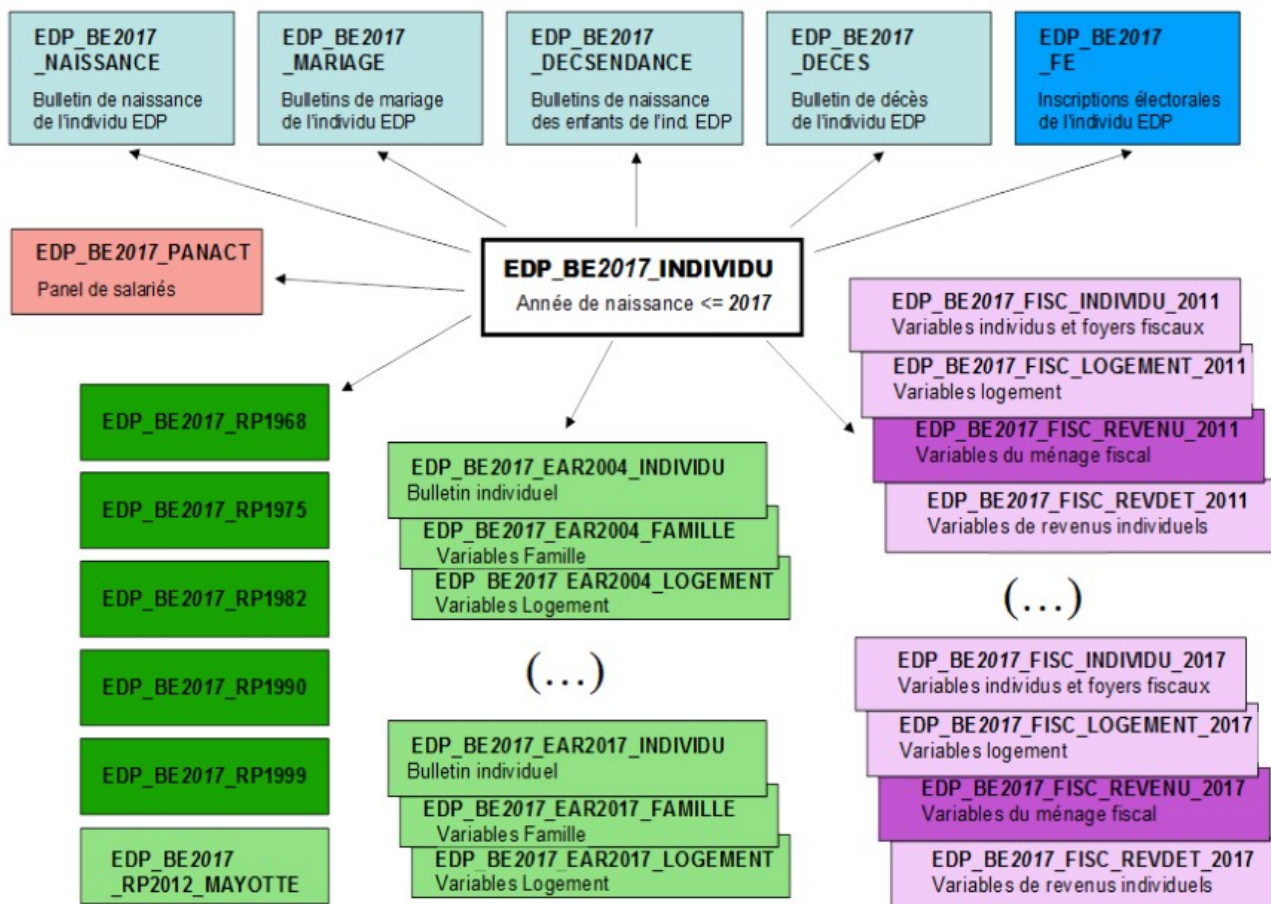 EDP_BE2017
_NAISSANCE
Bulletin de naissance
de l'individu EDP
EDP_BE2017
_MARIAGE
Bulletins de mariage
de l'individu EDP
EDP_BE2017
_DECSENDANCE
Bulletins de naissance
des enfants de l'ind. EDP
EDP_BE2017
_DECES
Bulletin de décès
de l'individu EDP
EDP_BE2017
_FE
Inscriptions électorales
de l'individu EDP
EDP_BE2017_PANACT
Panel de salariés
EDP_BE2017_INDIVIDU
Année de naissance <= 2017
EDP_BE2017_RP1968
EDP_BE2017_RP1975
EDP_BE2017_RP1982
EDP_BE2017_RP1990
EDP_BE2017_RP1999
EDP_BE2017
_RP2012_MAYOTTE
EDP_BE2017_EAR2004_INDIVIDU
Bulletin individuel
EDP_BE2017_EAR2004_FAMILLE
Variables Famille
EDP_BE2017_EAR2004_LOGEMENT
Variables Logement
(...)
EDP_BE2017_EAR2017_INDIVIDU
Bulletin individuel
EDP_BE2017_EAR2017_FAMILLE
Variables Famille
EDP_BE2017_EAR2017_LOGEMENT
Variables Logement
EDP_BE2017_FISC_INDIVIDU_2011
Variables individus et foyers fiscaux
EDP_BE2017_FISC_LOGEMENT_2011
Variables logement
EDP_BE2017_FISC_REVENU_2011
Variables du ménage fiscal
EDP_BE2017_FISC_REVDET_2011
Variables de revenus individuels
(...)
EDP_BE2017_FISC_INDIVIDU_2017
Variables individus et foyers fiscaux
EDP_BE2017_FISC_LOGEMENT_2017
Variables logement
EDP_BE2017_FISC_REVENU_2017
Variables du ménage fiscal
EDP_BE2017_FISC_REVDET_2017
Variables de revenus individuels